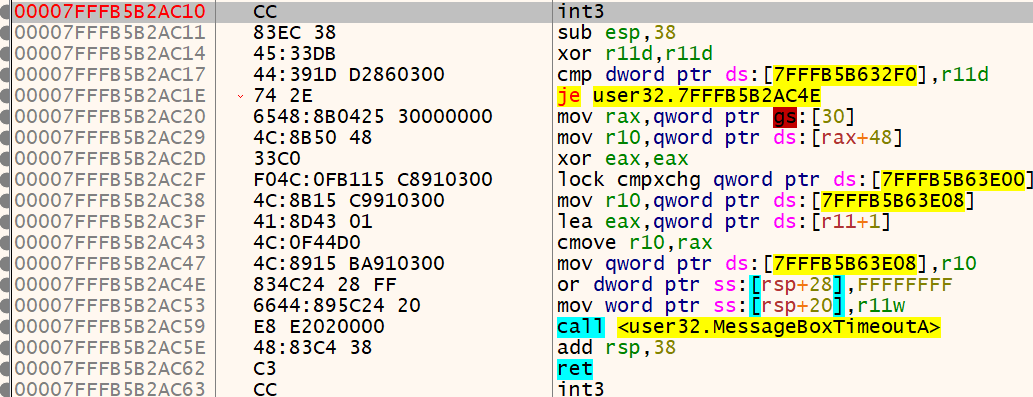 00007FFFB5B2AC10 CC int3
00007FFFB5B2AC11 83EC 38 sub esp,38
00007FFFB5B2AC14 45:33DB xor r11d,r11d
00007FFFB5B2AC17 44:391D D2860300 cmp dword ptr ds:[7FFFB5B632F0],r11d
00007FFFB5B2AC1E 74 2E je user32.7FFFB5B2AC4E
00007FFFB5B2AC20 6548:8B0425 30000000 mov rax,qword ptr gs:[30]
00007FFFB5B2AC29 4C:8B50 48 mov r10,qword ptr ds:[rax+48]
00007FFFB5B2AC2D 33C0 xor eax,eax
00007FFFB5B2AC2F F04C:0FB115 C8910300 lock cmpxchg qword ptr ds:[7FFFB5B63E00]
00007FFFB5B2AC38 4C:8B15 C9910300 mov r10,qword ptr ds:[7FFFB5B63E08]
00007FFFB5B2AC3F 41:8D43 01 lea eax,qword ptr ds:[r11+1]
00007FFFB5B2AC43 4C:0F44D0 cmove r10,rax
00007FFFB5B2AC47 4C:8915 BA910300 mov qword ptr ds:[7FFFB5B63E08],r10
00007FFFB5B2AC4E 834C24 28 FF or dword ptr ss:[rsp+28],FFFFFFFF
00007FFFB5B2AC53 6644:895C24 20 mov word ptr ss:[rsp+20],r11w
00007FFFB5B2AC59 E8 E2020000 call <user32.MessageBoxTimeoutA>
00007FFFB5B2AC5E 48:83C4 38 add rsp,38
00007FFFB5B2AC62 C3 ret
00007FFFB5B2AC63 CC int3